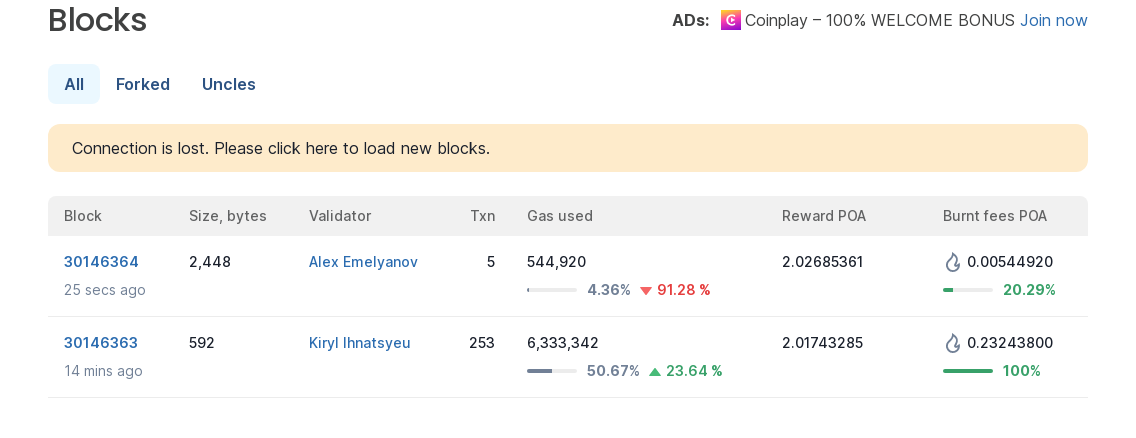 Blocks
ADs: Coinplay – 100% WELCOME BONUS Join now
All Forked Uncles
Connection is lost. Please click here to load new blocks.
Block Size, bytes Validator Txn Gas used Reward POA Burnt fees POA
30146364 2,448 Alex Emelyanov 5 544,920 2.02685361 0.00544920
25 secs ago 4.36% 91.28 % 20.29%
30146363 592 Kiryl Ihnatsyeu 253 6,333,342 2.01743285 0.23243800
14 mins ago 50.67% 23.64 % 100%